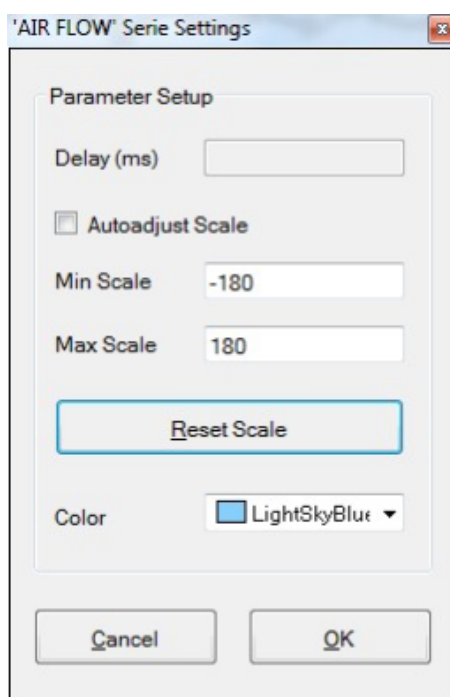 'AIR FLOW' Serie Settings
x
Parameter Setup
Delay (ms)
Autoadjust Scale
Min Scale -180
Max Scale 180
Reset Scale
Color LightSkyBlue
Cancel OK